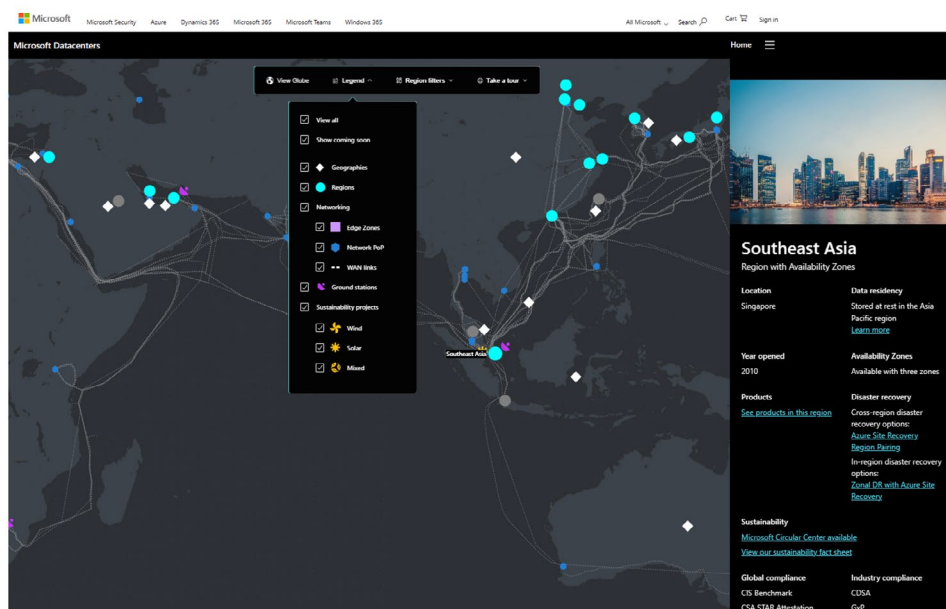 Microsoft
Microsoft Security
Azure
Dynamics 365
Microsoft 365
Microsoft Teams
Windows 365
All Microsoft
Search
Cart
Sign in
Microsoft Datacenters
Home
View Globe
Legend
Region filters
Take a tour
View all
Show coming soon
Geographies
Regions
Networking
Edge Zones
Network PoP
WAN links
Ground stations
Sustainability projects
Wind
Solar
Mixed
Southeast Asia
Southeast Asia
Region with Availability Zones
Location
Singapore
Data residency
Stored at rest in the Asia
Pacific region
Learn more
Year opened
2010
Availability Zones
Available with three zones
Products
See products in this region
Disaster recovery
Cross-region disaster
recovery options:
Azure Site Recovery
Region Pairing
In-region disaster recovery
options:
Zonal DR with Azure Site
Recovery
Sustainability
Microsoft Circular Center available
View our sustainability fact sheet
Global compliance
CIS Benchmark
CSA STAR Attestation
Industry compliance
CDSA
GxP